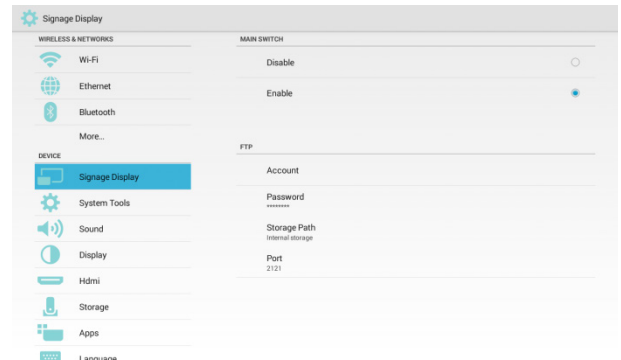 Signage Display
WIRELESS & NETWORKS
Wi-Fi
Ethernet
Bluetooth
More...
DEVICE
Signage Display
System Tools
Sound
Display
Hdmi
Storage
Apps
Language
MAIN SWITCH
Disable
Enable
FTP
Account
Password
********
Storage Path
Internal storage
Port
2121